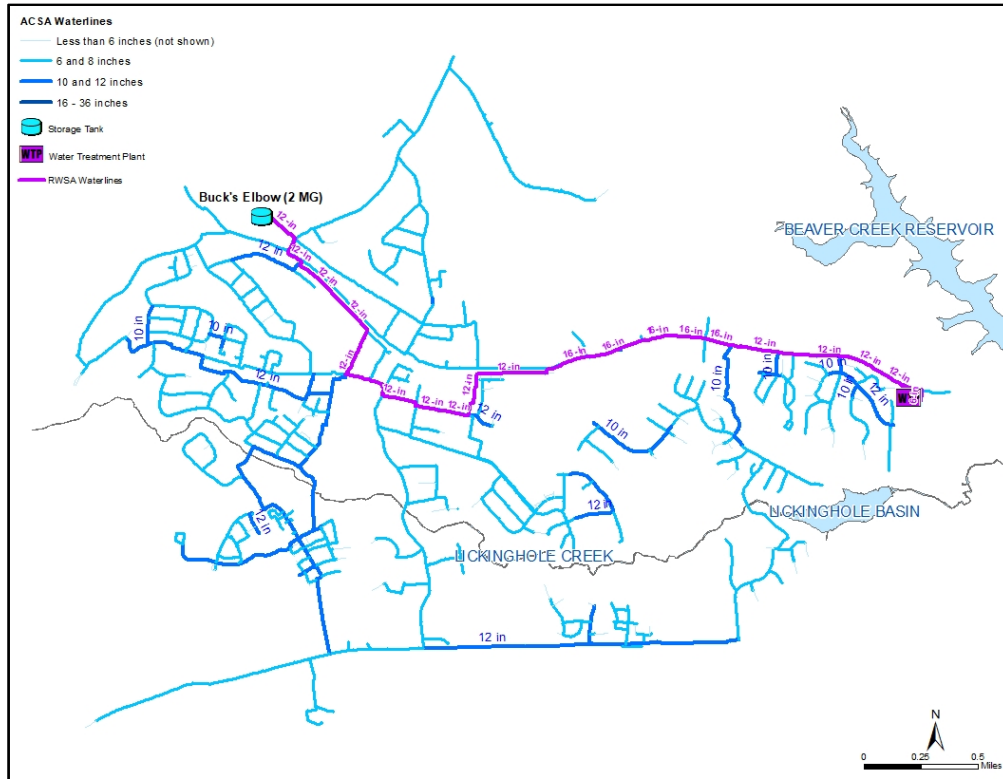 ACSA Waterlines
Less than 6 inches (not shown)
6 and 8 inches
10 and 12 inches
16 - 36 inches
Storage Tank
WTP
Water Treatment Plant
RWSA Waterlines
Buck's Elbow (2 MG)
12-in
12-in
12-in
12 in
12-in
12-in
BEAVER CREEK RESERVOIR
10 in
10 in
12-in
12 in
12-in
12-in
12-in
12-in
12 in
12-in
16-in
16-in
16-in
16-in
16-in
12-in
12-in
12-in
12-in
10 in
10 in
10 in
10 in
12 in
10 in
12 in
12 in
LICKINGHOLE BASIN
LICKINGHOLE CREEK
12 in
N
0 0.25 0.5
Miles